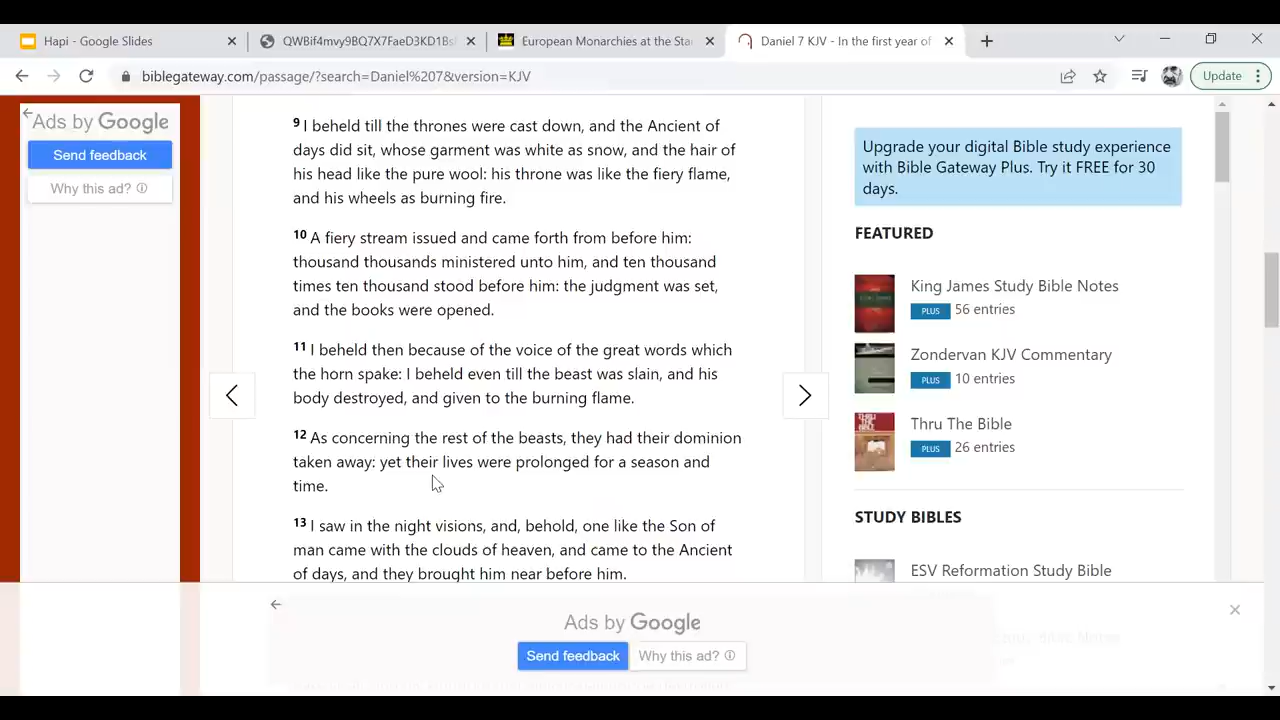 Hapi - Google Slides
QWBif4mvy9BQ7X7FaeD3KD1Bs
European Monarchies at the Sta
Daniel 7 KJV - In the first year of
biblegateway.com/passage/?search=Daniel%207&version=KJV
Update
Ads by Google
Send feedback
Why this ad?
9 I beheld till the thrones were cast down, and the Ancient of
days did sit, whose garment was white as snow, and the hair of
his head like the pure wool: his throne was like the fiery flame,
and his wheels as burning fire.
10 A fiery stream issued and came forth from before him:
thousand thousands ministered unto him, and ten thousand
times ten thousand stood before him: the judgment was set,
and the books were opened.
11 I beheld then because of the voice of the great words which
the horn spake: I beheld even till the beast was slain, and his
body destroyed, and given to the burning flame.
12 As concerning the rest of the beasts, they had their dominion
taken away: yet their lives were prolonged for a season and
time.
13 I saw in the night visions, and, behold, one like the Son of
man came with the clouds of heaven, and came to the Ancient
of days, and they brought him near before him.
Upgrade your digital Bible study experience
with Bible Gateway Plus. Try it FREE for 30
days.
FEATURED
King James Study Bible Notes
PLUS 56 entries
Zondervan KJV Commentary
PLUS 10 entries
THRU THE BIBLE
Thru The Bible
PLUS 26 entries
STUDY BIBLES
ESV Reformation Study Bible
Ads by Google
Send feedback
Why this ad?